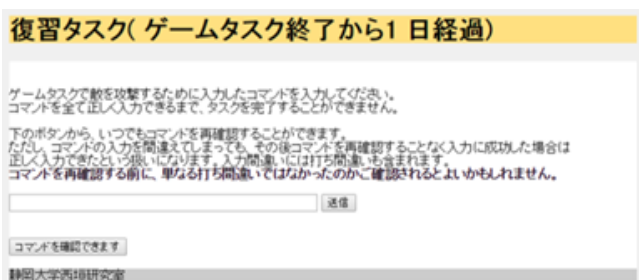 復習タスク( ゲームタスク終了から1 日経過)
ゲームタスクで敵を攻撃するために入力したコマンドを入力してください。
コマンドを全て正しく入力できるまで、タスクを完了することができません。
下のボタンから、いつでもコマンドを再確認することができます。
ただし、コマンドの入力を間違えてしまっても、その後コマンドを再確認することなく入力に成功した場合は
正しく入力できたという扱いになります。入力間違いには打ち間違いも含まれます。
コマンドを再確認する前に、単なる打ち間違いではなかったのかご確認されるとよいかもしれません。
送信
コマンドを確認できます
静岡大学西垣研究室